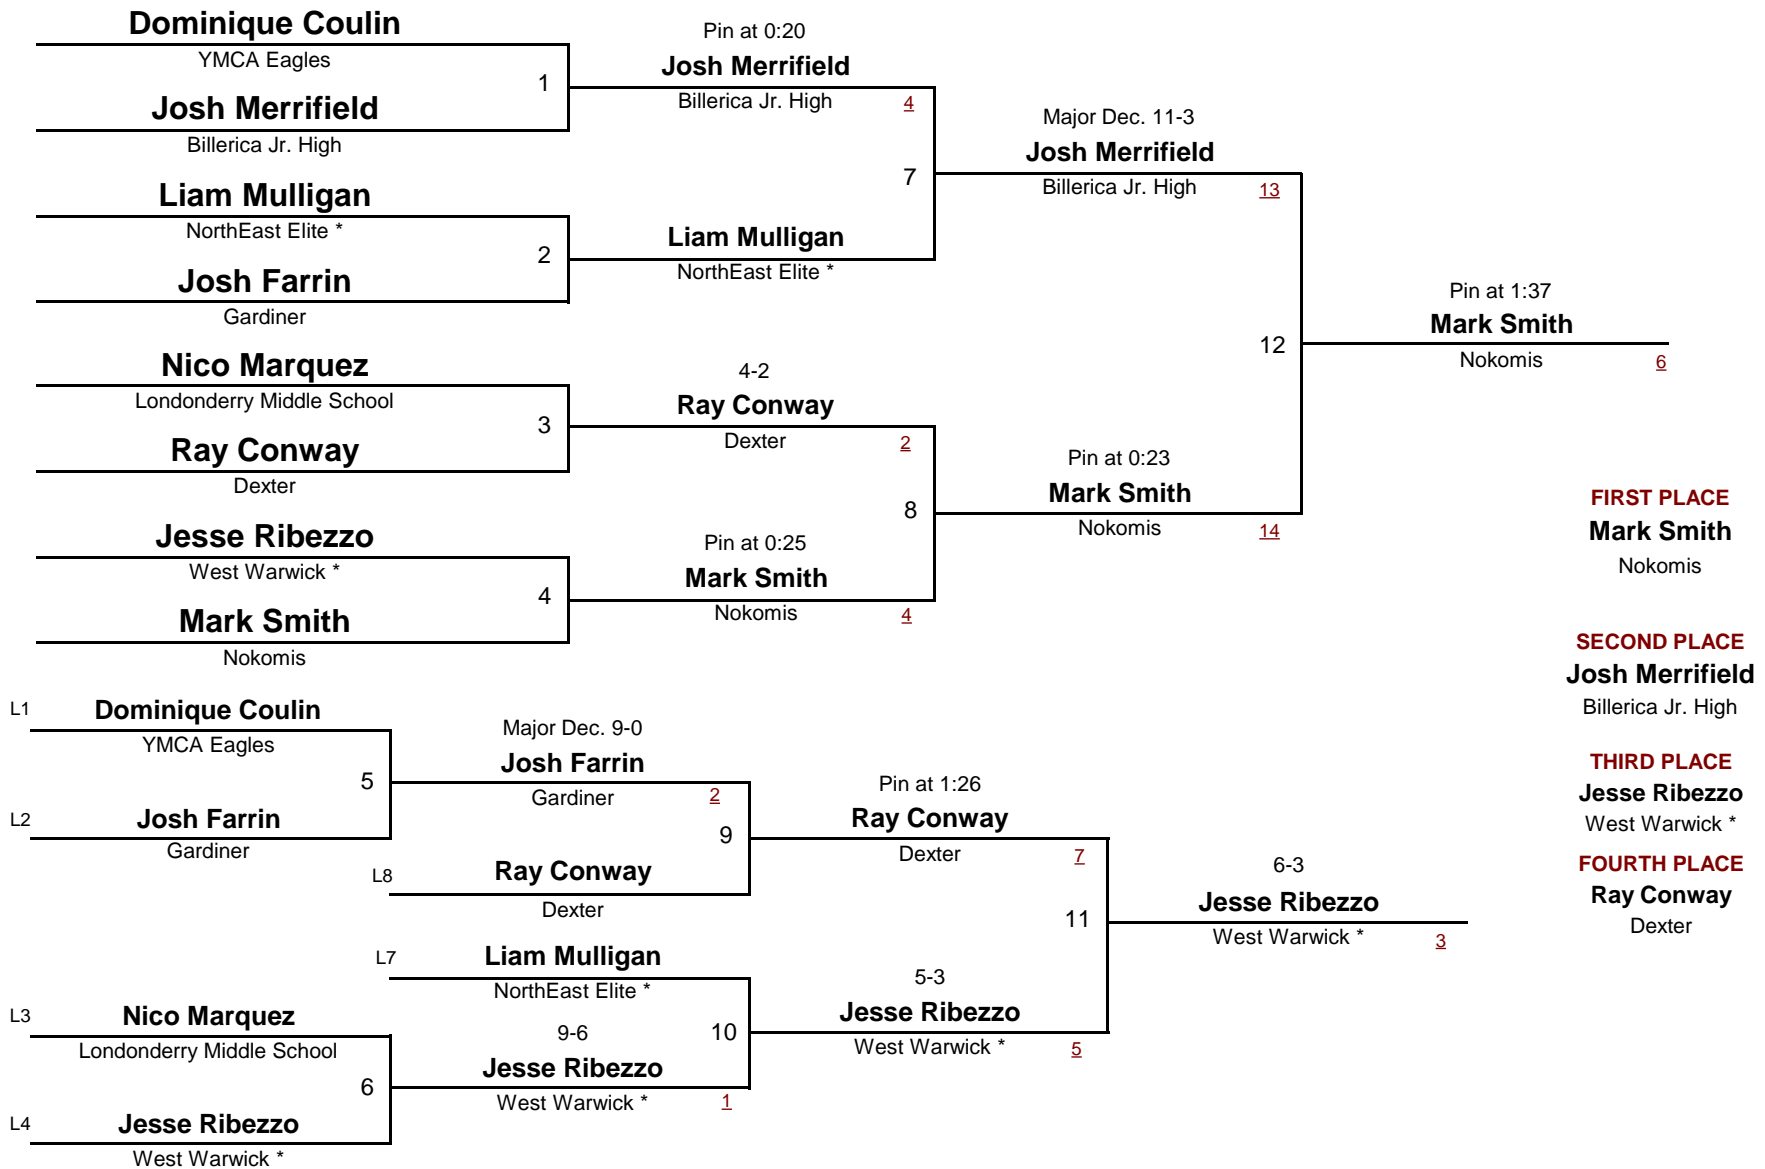 Dominique Coulin
YMCA Eagles
1
Josh Merrifield
Billerica Jr. High
Pin at 0:20
Josh Merrifield
Billerica Jr. High
4
Liam Mulligan
NorthEast Elite *
2
Josh Farrin
Gardiner
7
Liam Mulligan
NorthEast Elite *
Major Dec. 11-3
Josh Merrifield
Billerica Jr. High
13
Nico Marquez
Londonderry Middle School
3
Ray Conway
Dexter
4-2
Ray Conway
Dexter
2
Jesse Ribezzo
West Warwick *
4
Mark Smith
Nokomis
8
Pin at 0:25
Mark Smith
Nokomis
4
Pin at 0:23
Mark Smith
Nokomis
14
12
Pin at 1:37
Mark Smith
Nokomis
6
FIRST PLACE
Mark Smith
Nokomis
SECOND PLACE
Josh Merrifield
Billerica Jr. High
THIRD PLACE
Jesse Ribezzo
West Warwick *
FOURTH PLACE
Ray Conway
Dexter
L1
Dominique Coulin
YMCA Eagles
5
L2
Josh Farrin
Gardiner
Major Dec. 9-0
Josh Farrin
Gardiner
2
9
L8
Ray Conway
Dexter
Pin at 1:26
Ray Conway
Dexter
7
L7
Liam Mulligan
NorthEast Elite *
L3
Nico Marquez
Londonderry Middle School
6
L4
Jesse Ribezzo
West Warwick *
9-6
Jesse Ribezzo
West Warwick *
1
10
5-3
Jesse Ribezzo
West Warwick *
5
11
6-3
Jesse Ribezzo
West Warwick *
3